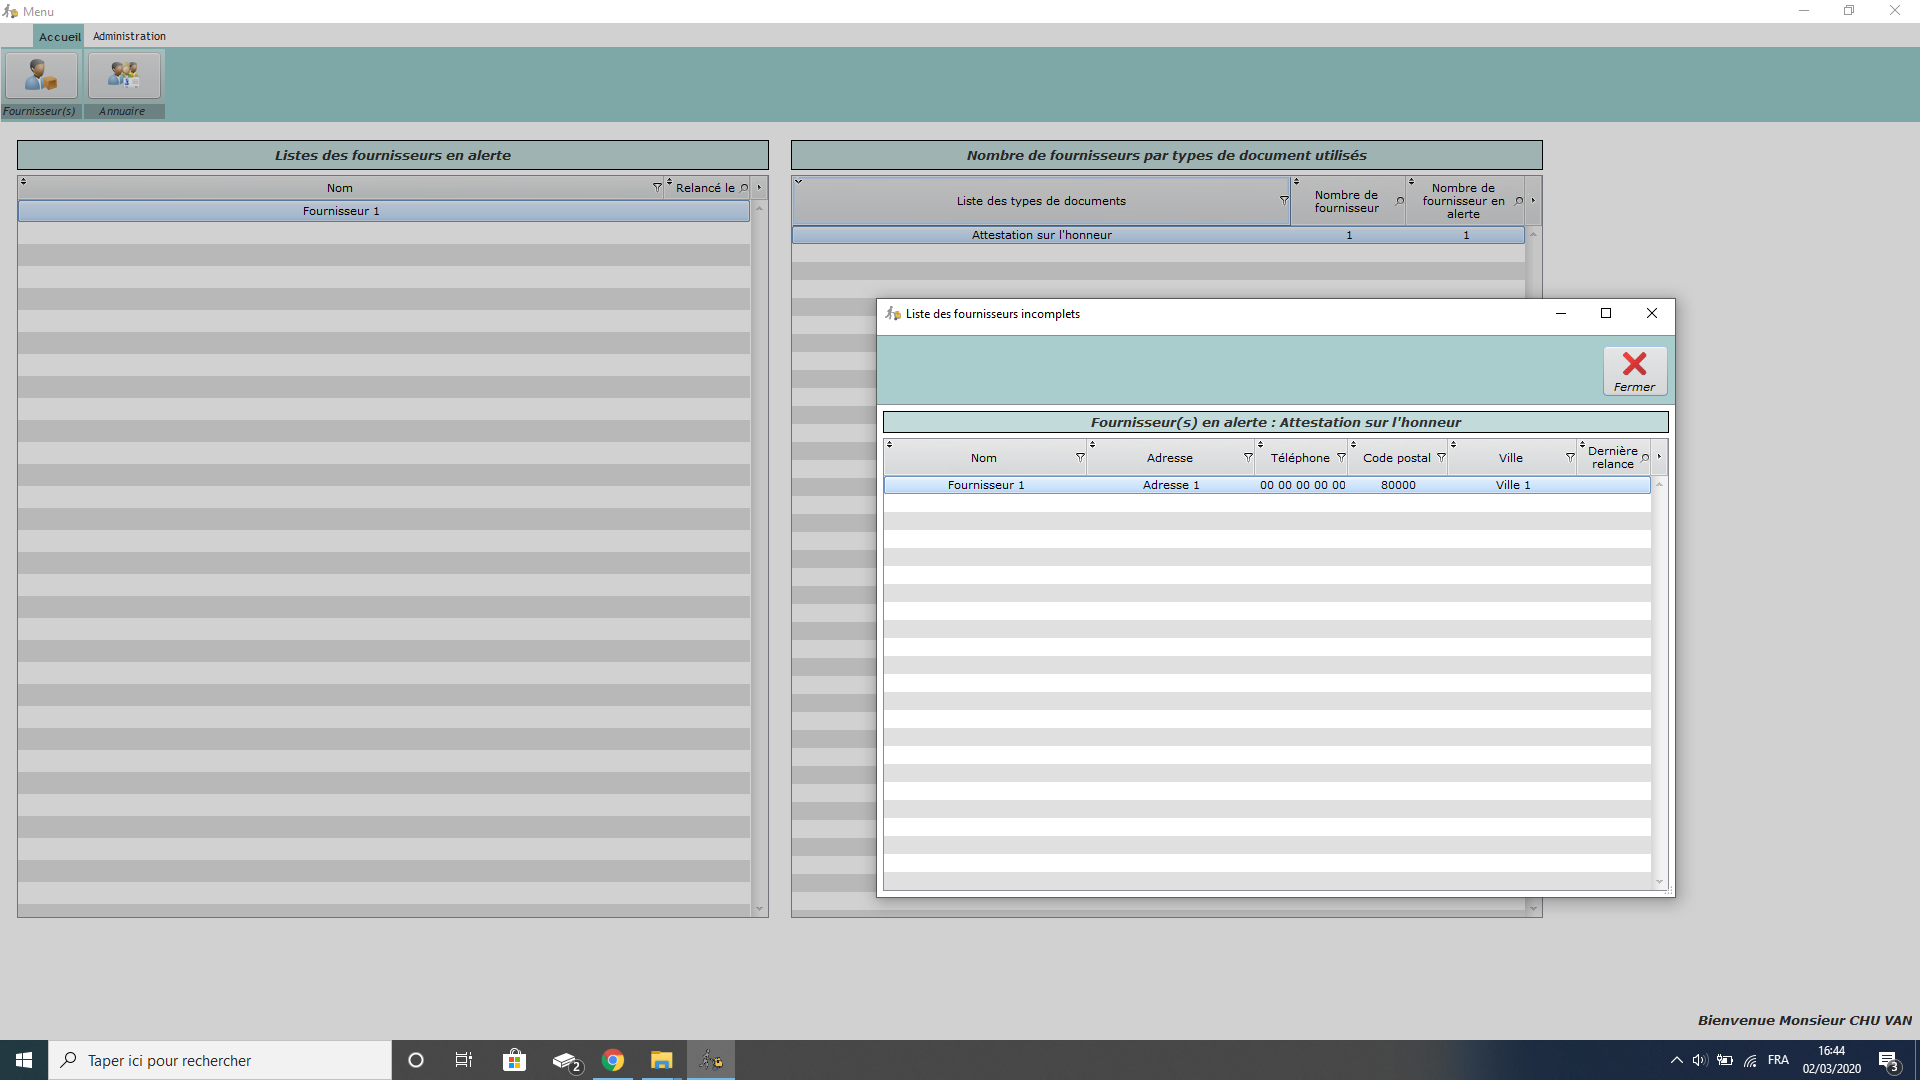 Menu
Accueil
Administration
Fournisseur(s)
Annuaire
Listes des fournisseurs en alerte
Nom
Relancé le
Fournisseur 1
Nombre de fournisseurs par types de document utilisés
Liste des types de documents
Nombre de
fournisseur
Nombre de
fournisseur en
alerte
Attestation sur l'honneur
1
1
Liste des fournisseurs incomplets
Fermer
Fournisseur(s) en alerte : Attestation sur l'honneur
Nom
Adresse
Téléphone
Code postal
Ville
Dernière
relance
Fournisseur 1
Adresse 1
00 00 00 00 00
80000
Ville 1
Bienvenue Monsieur CHU VAN
Taper ici pour rechercher
2
FRA
16:44
02/03/2020
3